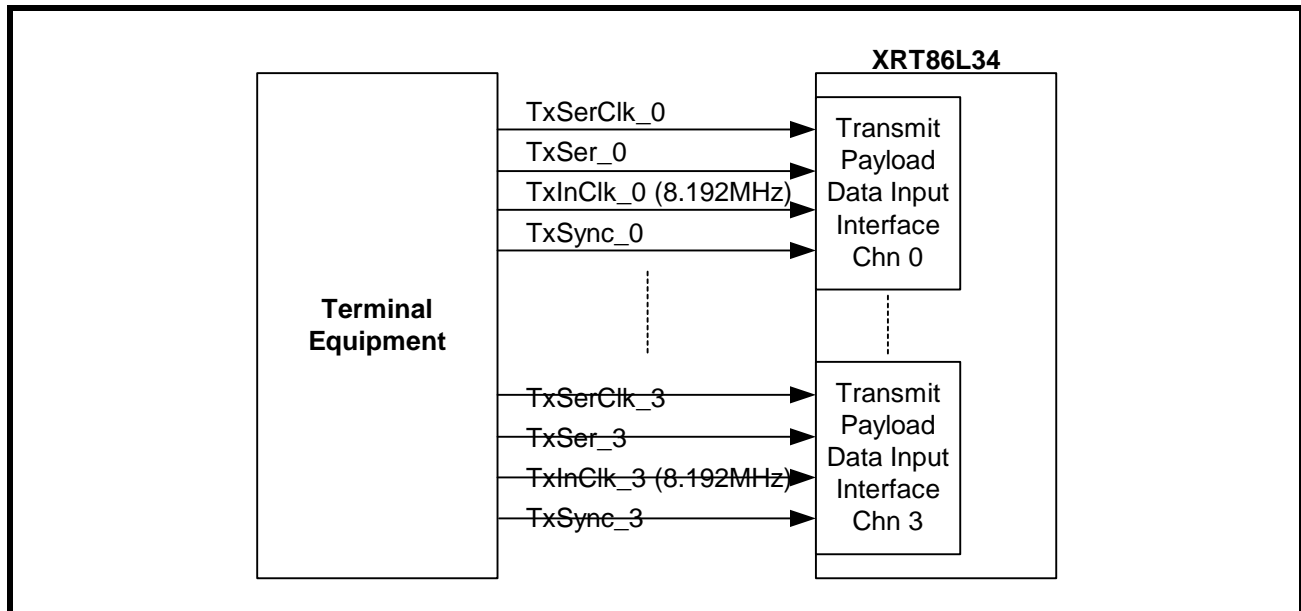 XRT86L34
TxSerClk_0
TxSer_0
TxInClk_0 (8.192MHz)
TxSync_0
Transmit
Payload
Data Input
Interface
Chn 0
Terminal
Equipment
TxSerClk_3
TxSer_3
TxInClk_3 (8.192MHz)
TxSync_3
Transmit
Payload
Data Input
Interface
Chn 3